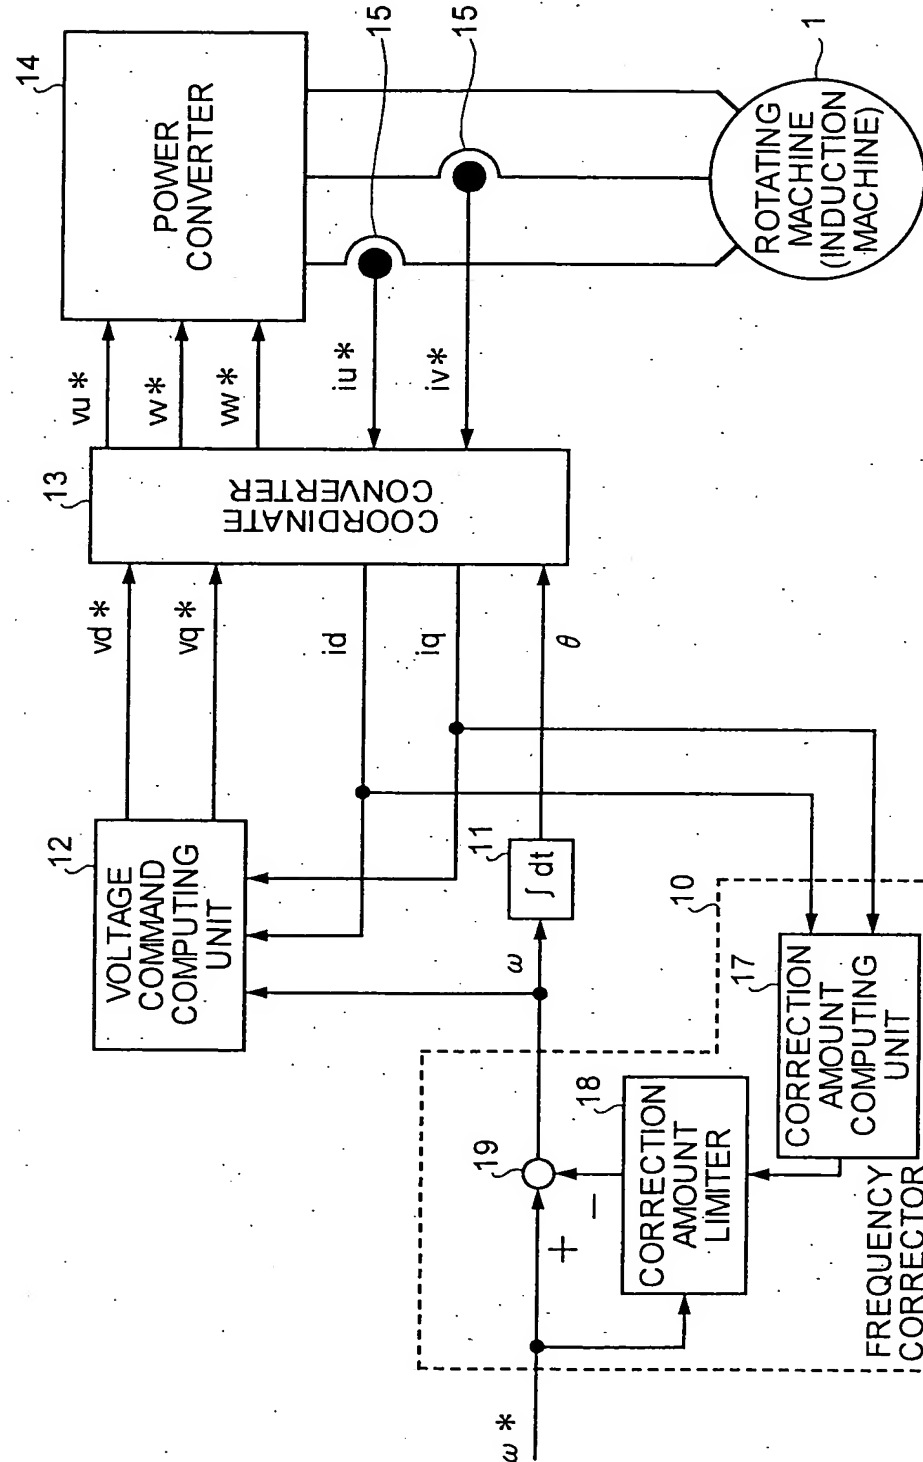 14
POWER
CONVERTER
15
15
1
ROTATING
MACHINE
(INDUCTION
MACHINE)
vu*
vv*
vw*
iu*
iv*
13
COORDINATE
CONVERTER
vd*
vq*
id
iq
θ
12
VOLTAGE
COMMAND
COMPUTING
UNIT
11
∫ dt
ω
10
17
CORRECTION
AMOUNT
COMPUTING
UNIT
18
CORRECTION
AMOUNT
LIMITER
19
+
−
ω*
FREQUENCY
CORRECTOR